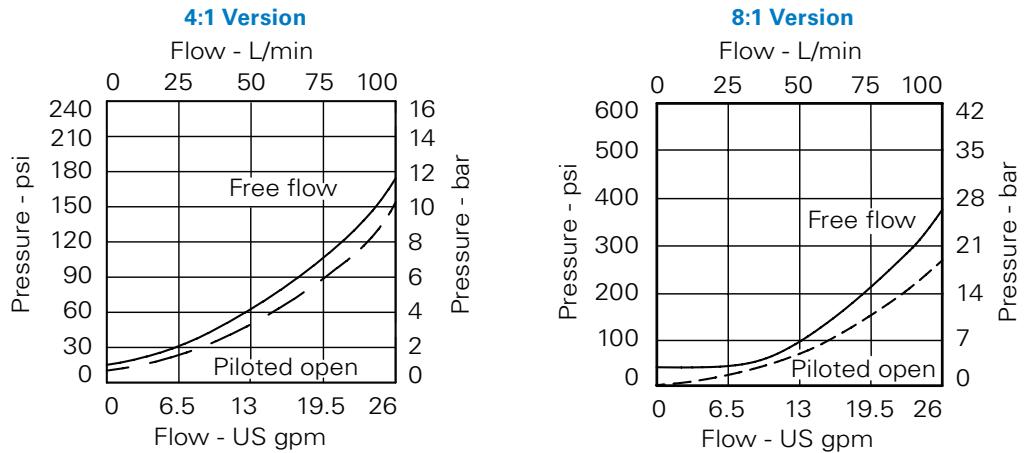 4:1 Version
Flow - L/min
0 25 50 75 100
Pressure - psi
240
210
180
150
120
90
60
30
0
16
14
12
10
8
6
4
2
0
Pressure - bar
Free flow
Piloted open
0 6.5 13 19.5 26
Flow - US gpm
8:1 Version
Flow - L/min
0 25 50 75 100
Pressure - psi
600
500
400
300
200
100
0
42
35
28
21
14
7
0
Pressure - bar
Free flow
Piloted open
0 6.5 13 19.5 26
Flow - US gpm